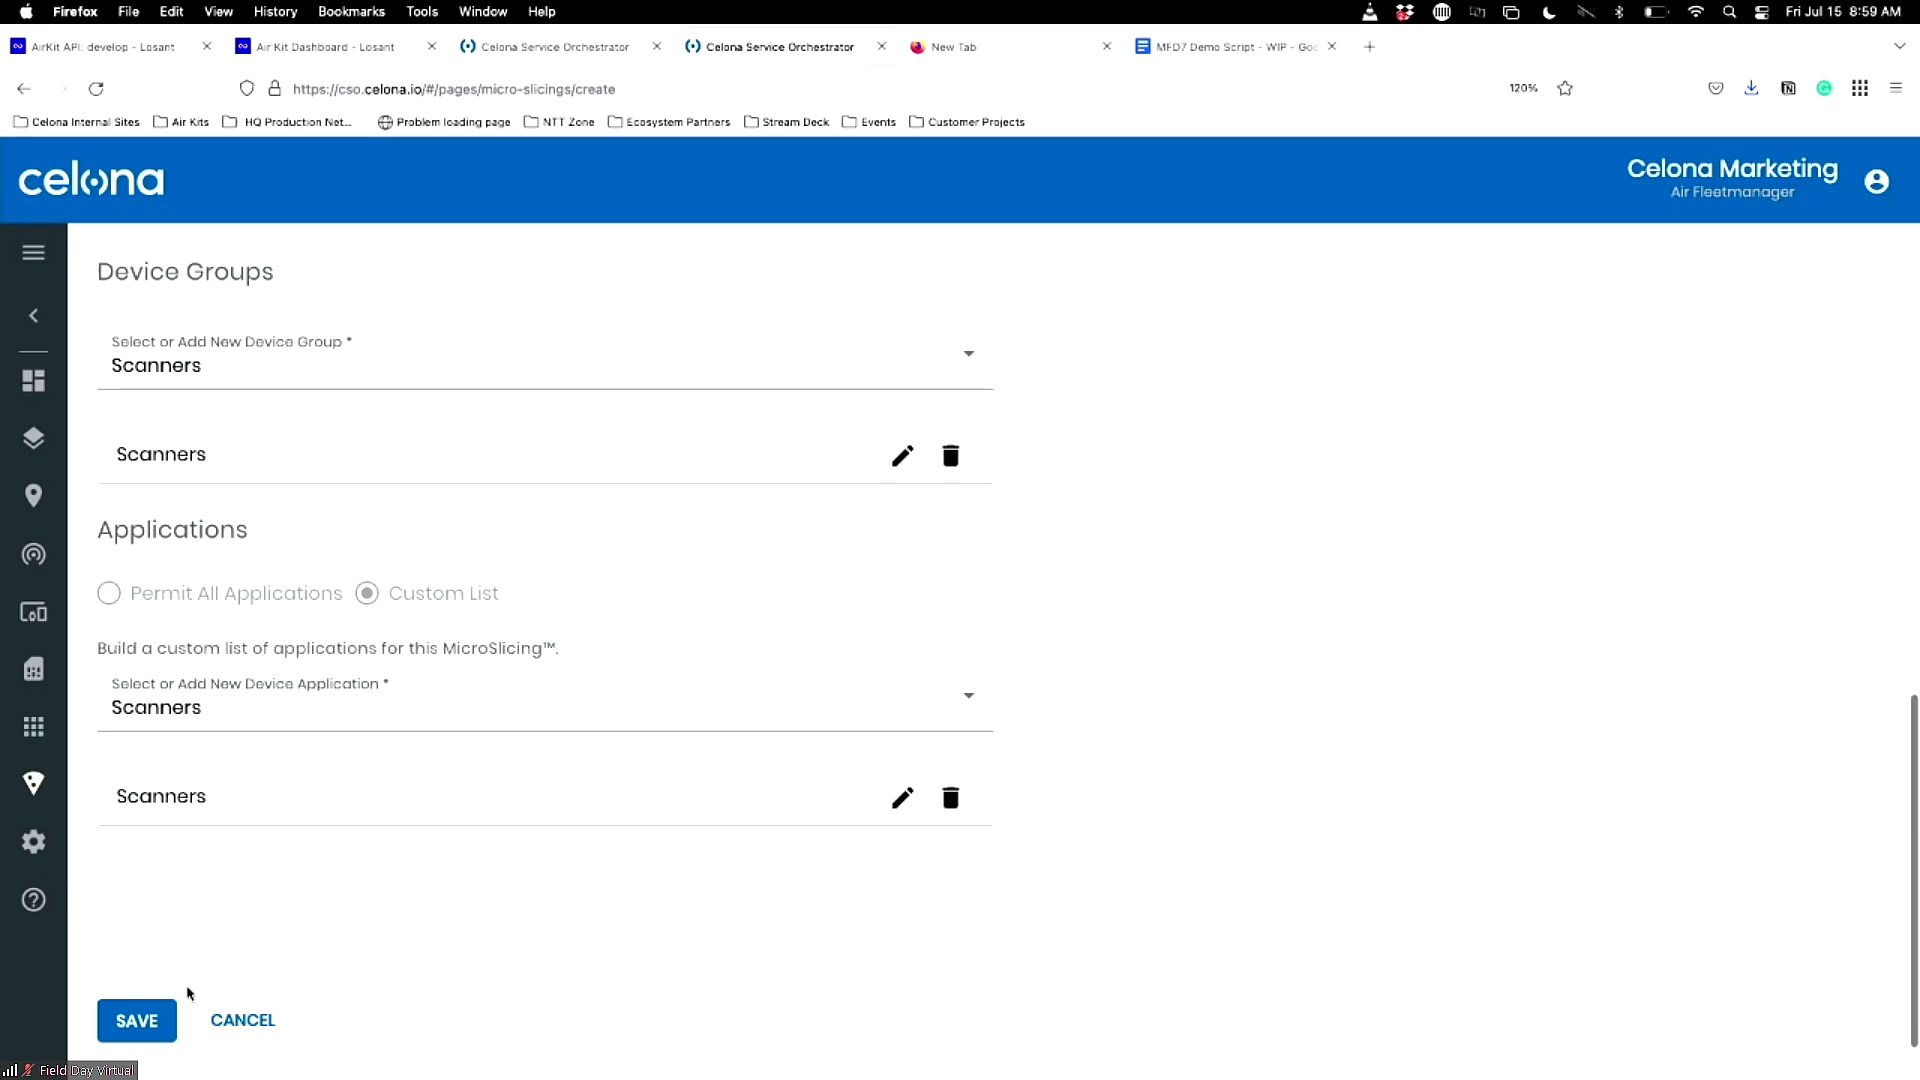 Firefox File Edit View History Bookmarks Tools Window Help Fri Jul 15 8:59 AM
AirKit API: develop - Losant Air Kit Dashboard - Losant Celona Service Orchestrator Celona Service Orchestrator New Tab MFD7 Demo Script - WIP - Goo
https://cso.celona.io/#/pages/micro-slicings/create 120%
Celona Internal Sites Air Kits HQ Production Net... Problem loading page NTT Zone Ecosystem Partners Stream Deck Events Customer Projects
celona
Celona Marketing
Air Fleetmanager
Device Groups
Select or Add New Device Group *
Scanners
Scanners
Applications
Permit All Applications Custom List
Build a custom list of applications for this MicroSlicing™.
Select or Add New Device Application *
Scanners
Scanners
SAVE CANCEL
Field Day Virtual